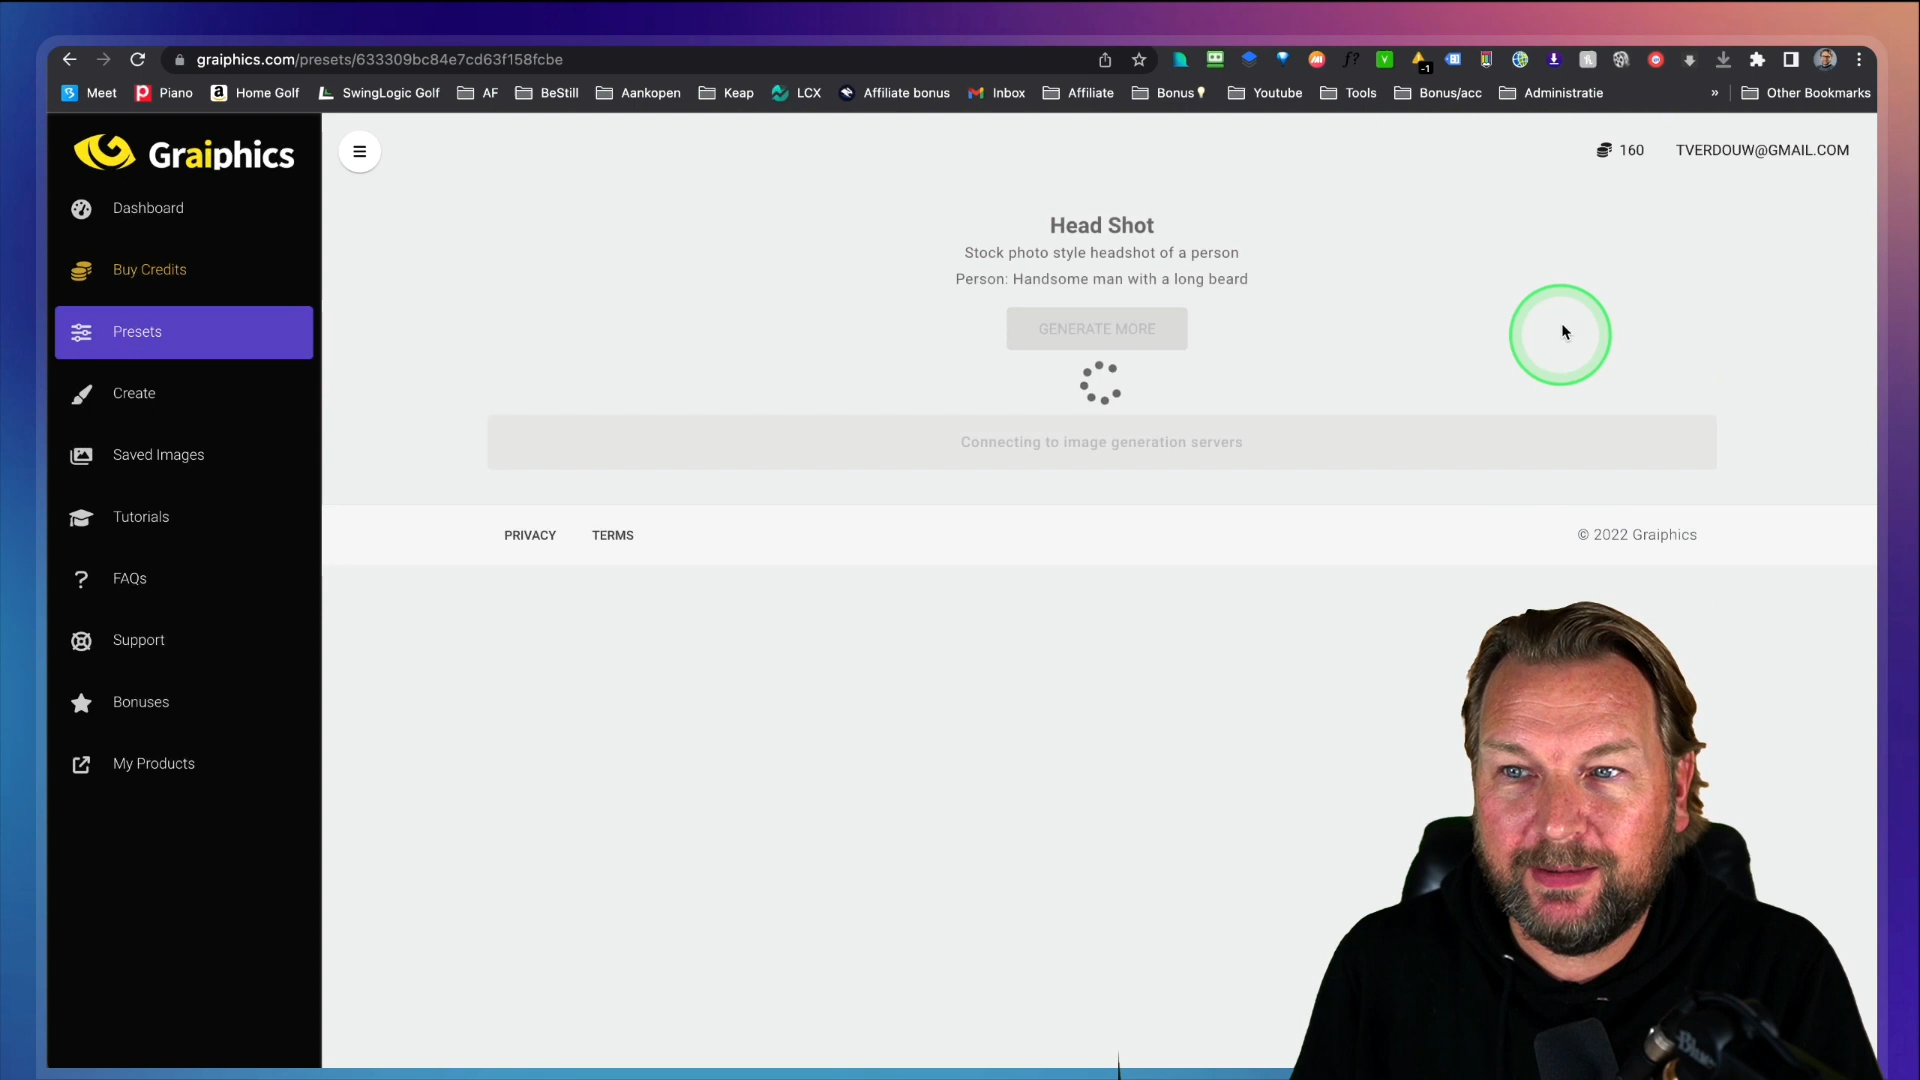 graiphics.com/presets/633309bc84e7cd63f158fcbe
-1
Meet
Piano
Home Golf
SwingLogic Golf
AF
BeStill
Aankopen
Keap
LCX
Affiliate bonus
Inbox
Affiliate
Bonus
Youtube
Tools
Bonus/acc
Administratie
»
Other Bookmarks
Graiphics
160
TVERDOUW@GMAIL.COM
Dashboard
Buy Credits
Presets
Create
Saved Images
Tutorials
FAQs
Support
Bonuses
My Products
Head Shot
Stock photo style headshot of a person
Person: Handsome man with a long beard
GENERATE MORE
Connecting to image generation servers
PRIVACY
TERMS
© 2022 Graiphics
Blue